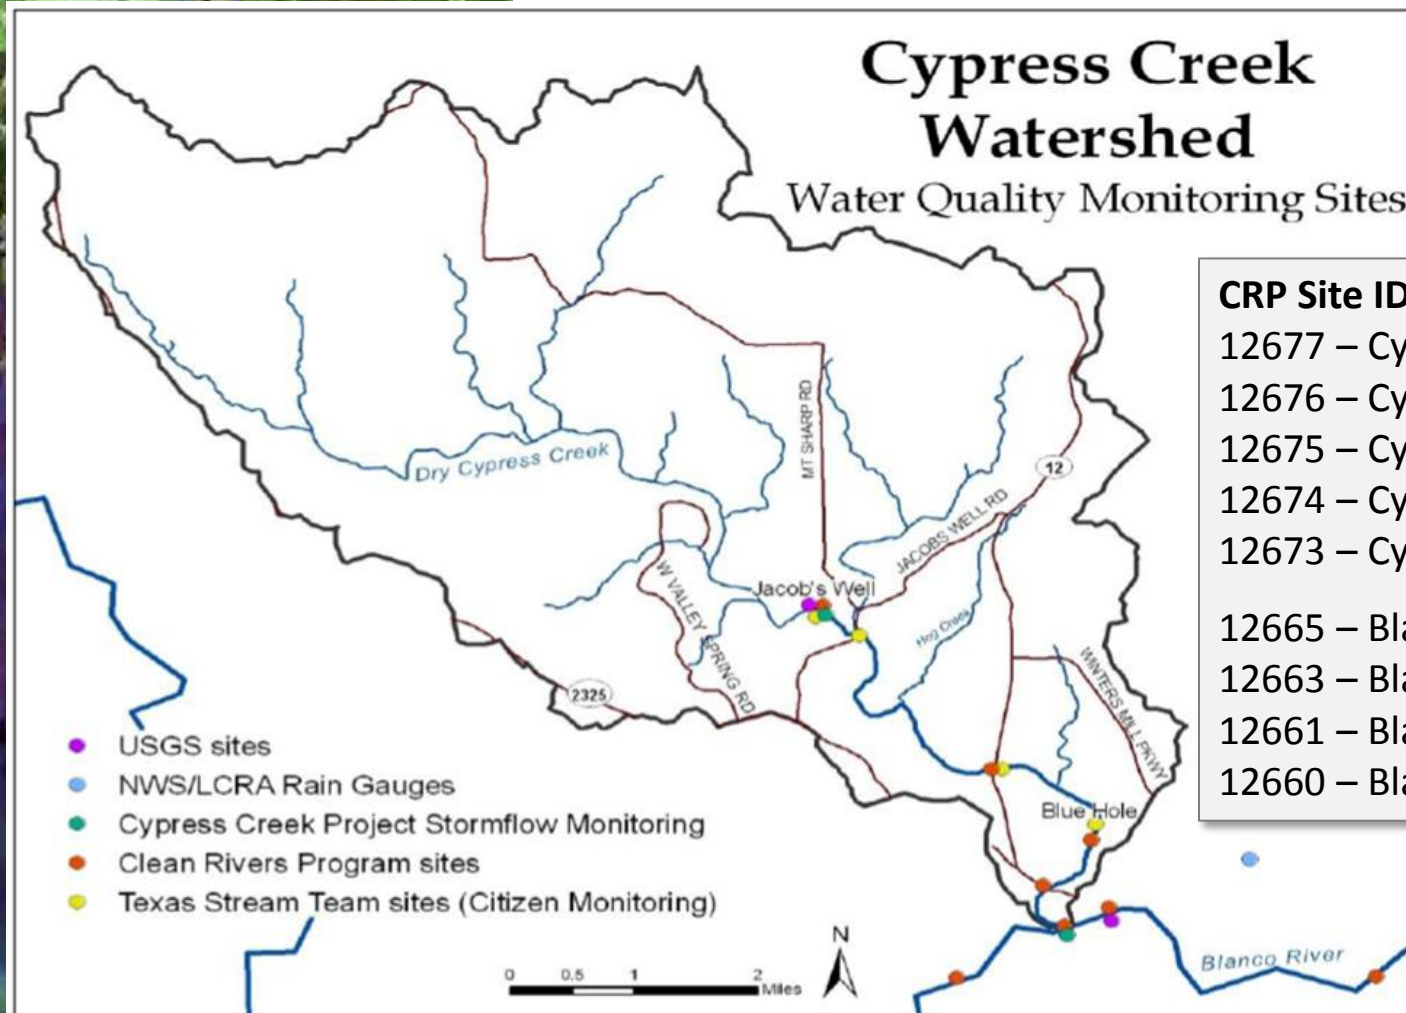 Cypress Creek
Watershed
Water Quality Monitoring Sites
CRP Site ID
12677 – Cy
12676 – Cy
12675 – Cy
12674 – Cy
12673 – Cy
12665 – Bla
12663 – Bla
12661 – Bla
12660 – Bla
MT SHARP RD
Dry Cypress Creek
12
JACOBS WELL RD
Jacob's Well
W VALLEY SPRING RD
Hog Creek
WINTERS MILL PKWY
2325
Blue Hole
USGS sites
NWS/LCRA Rain Gauges
Cypress Creek Project Stormflow Monitoring
Clean Rivers Program sites
Texas Stream Team sites (Citizen Monitoring)
N
0 0.5 1 2
Miles
Blanco River